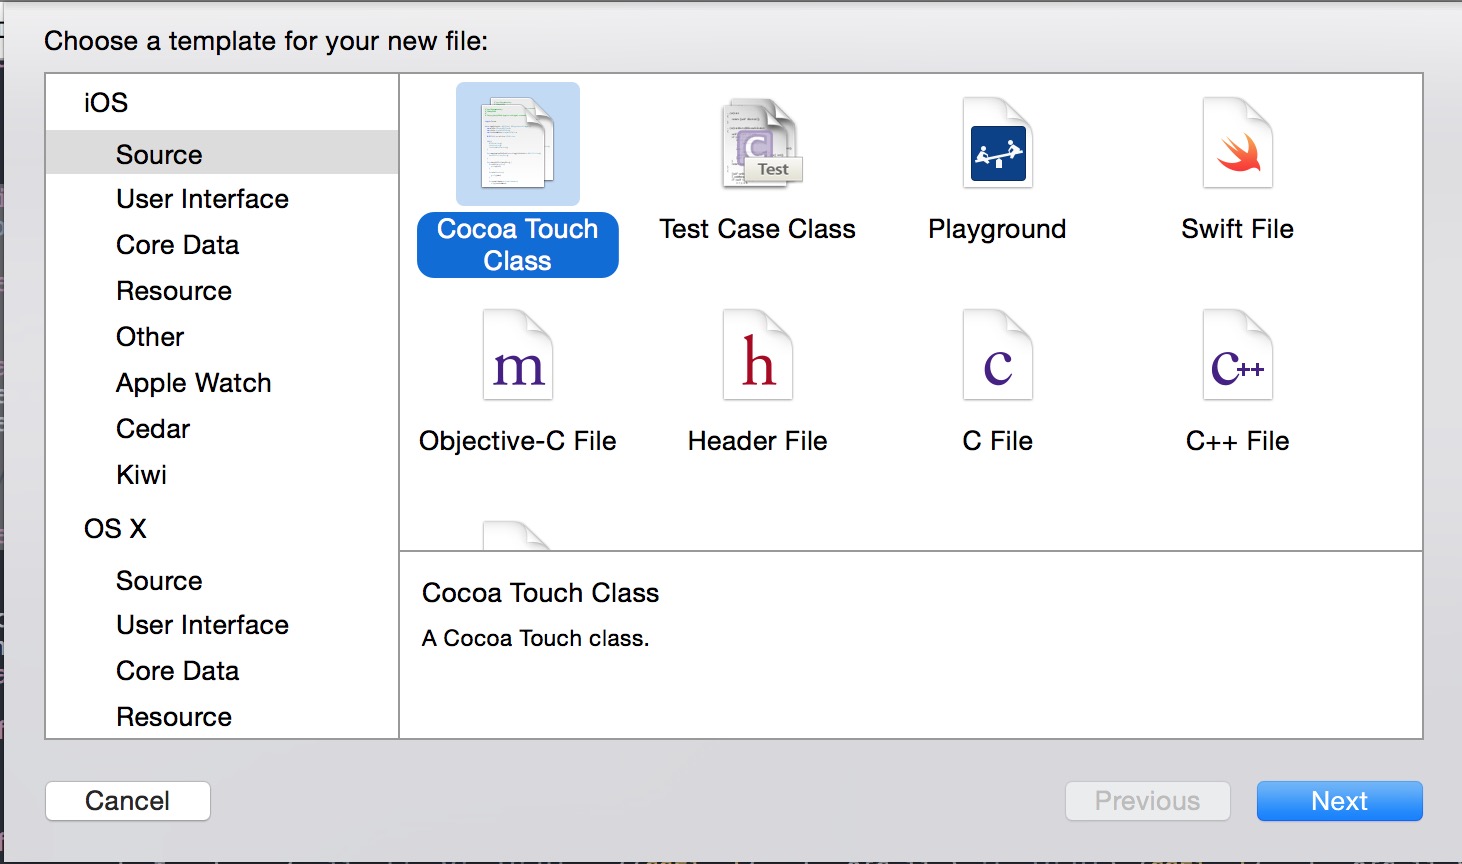 Choose a template for your new file:
iOS
Source
User Interface
Core Data
Resource
Other
Apple Watch
Cedar
Kiwi
OS X
Source
User Interface
Core Data
Resource
Cocoa Touch
Class
C
Test
Test Case Class
Playground
Swift File
m
Objective-C File
h
Header File
c
C File
C++
C++ File
Cocoa Touch Class
A Cocoa Touch class.
Cancel
Previous
Next